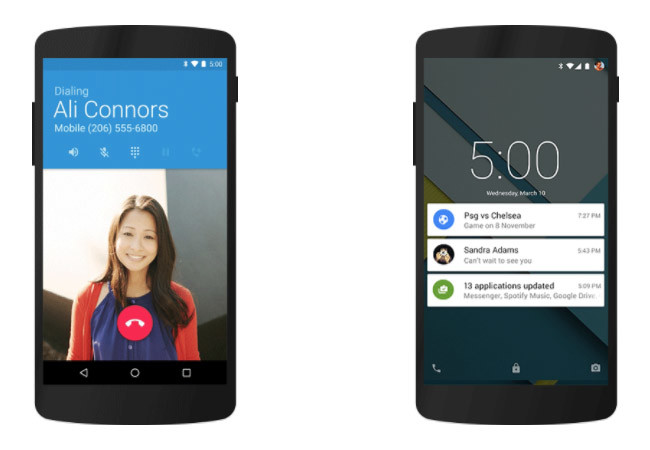 5:00
Dialing
Ali Connors
Mobile (206) 555-6800
5:00
Wednesday, March 10
Psg vs Chelsea 7:27 PM
Game on 8 November
Sandra Adams 5:43 PM
Can't wait to see you
13 applications updated 5:09 PM
Messenger, Spotify Music, Google Drive